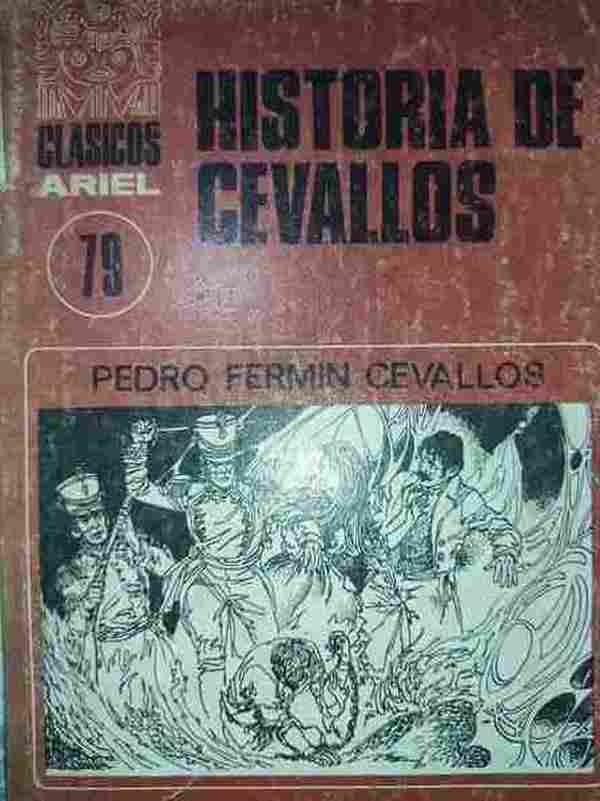 HISTORIA DE
CEVALLOS
CLASICOS
ARIEL
79
PEDRO FERMIN CEVALLOS